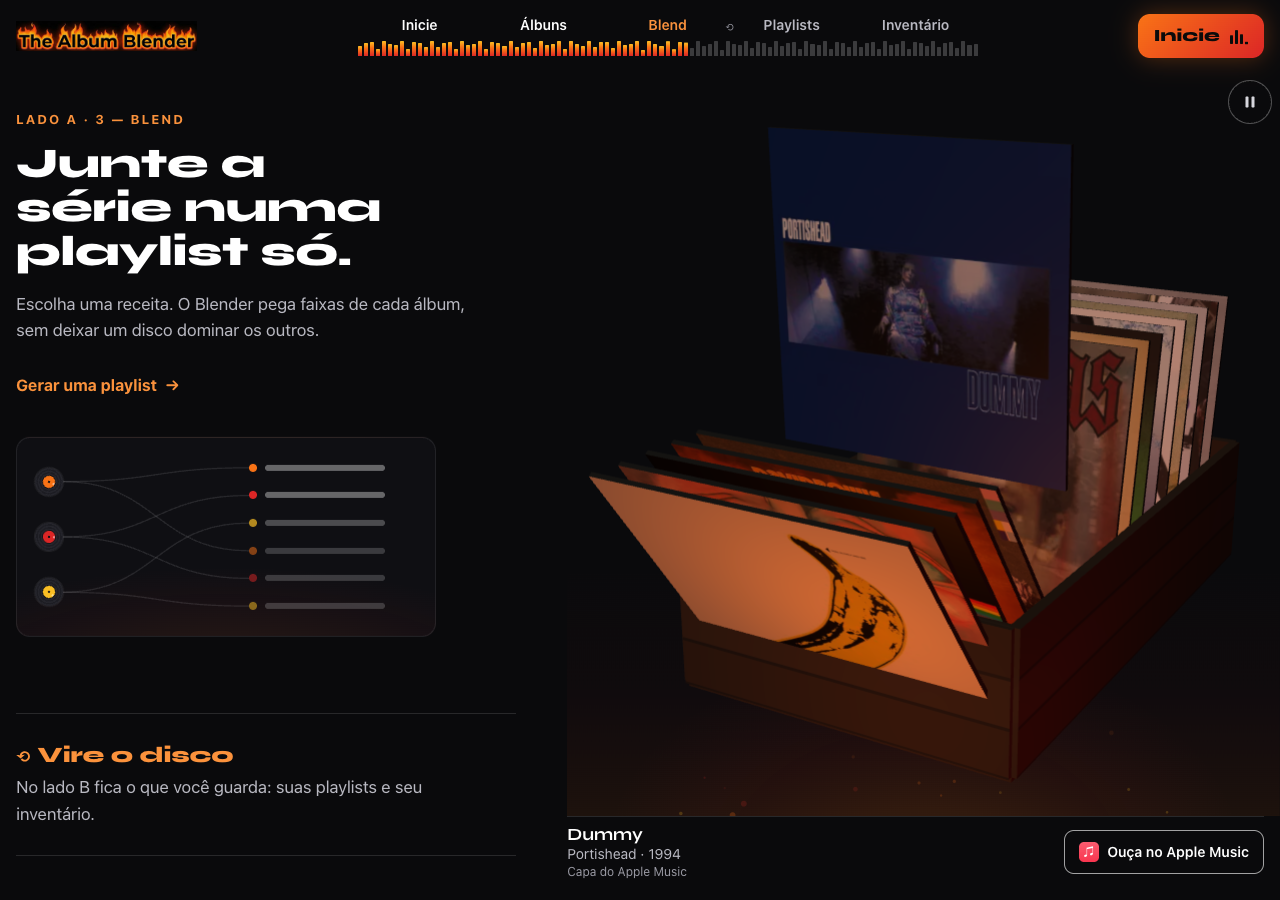 The Album Blender
Inicie
Álbuns
Blend
Playlists
Inventário
Inicie
LADO A · 3 — BLEND
Junte a
série numa
playlist só.
Escolha uma receita. O Blender pega faixas de cada álbum,
sem deixar um disco dominar os outros.
Gerar uma playlist →
PORTISHEAD
DUMMY
Vire o disco
No lado B fica o que você guarda: suas playlists e seu
inventário.
Dummy
Portishead · 1994
Capa do Apple Music
Ouça no Apple Music